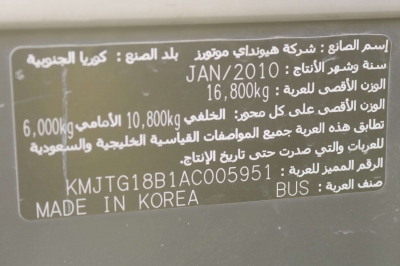 إسم الصانع : شركة هيونداي موتورز بلد الصنع : كوريا الجنوبية
سنة وشهر الأنتاج : JAN/2010
الوزن الأقصى للعربة : 16,800kg
الوزن الأقصى على كل محور: الخلفي 10,800kg الأمامي 6,000kg
تطابق هذه العربة جميع المواصفات القياسية الخليجية والسعودية
للعربات والتي صدرت حتى تاريخ الإنتاج.
الرقم المميز للعربة : KMJTG18B1AC005951
صنف العربة : BUS
MADE IN KOREA